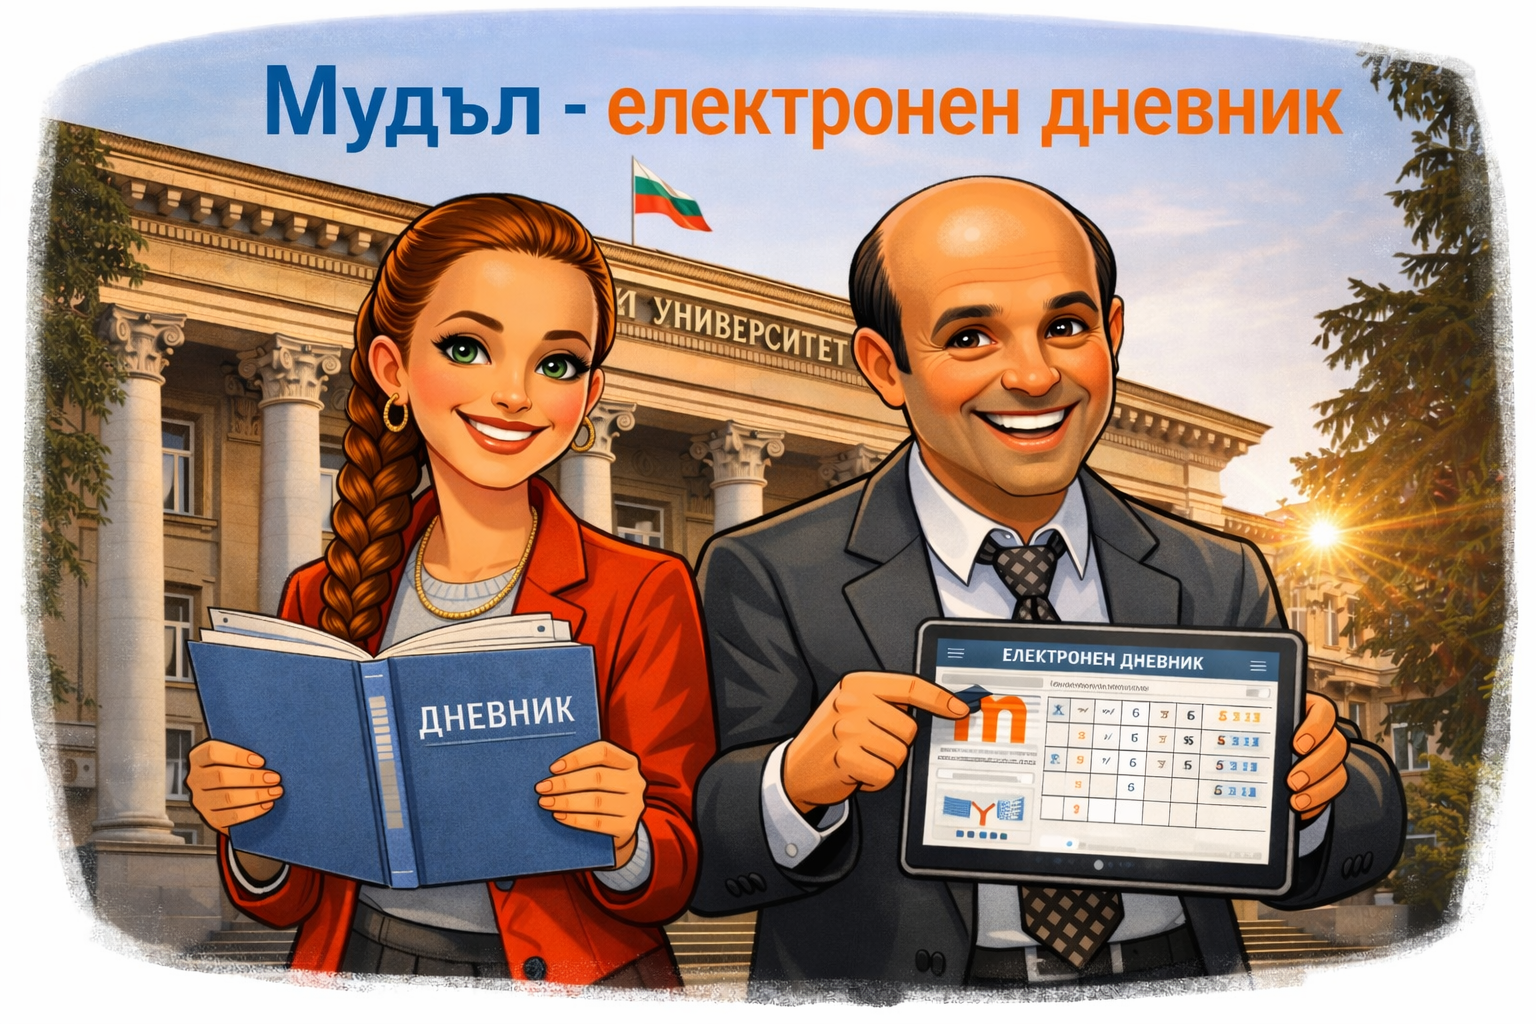 Мудъл - електронен дневник
И УНИВЕРСИТЕТ
ДНЕВНИК
ЕЛЕКТРОНЕН ДНЕВНИК
m